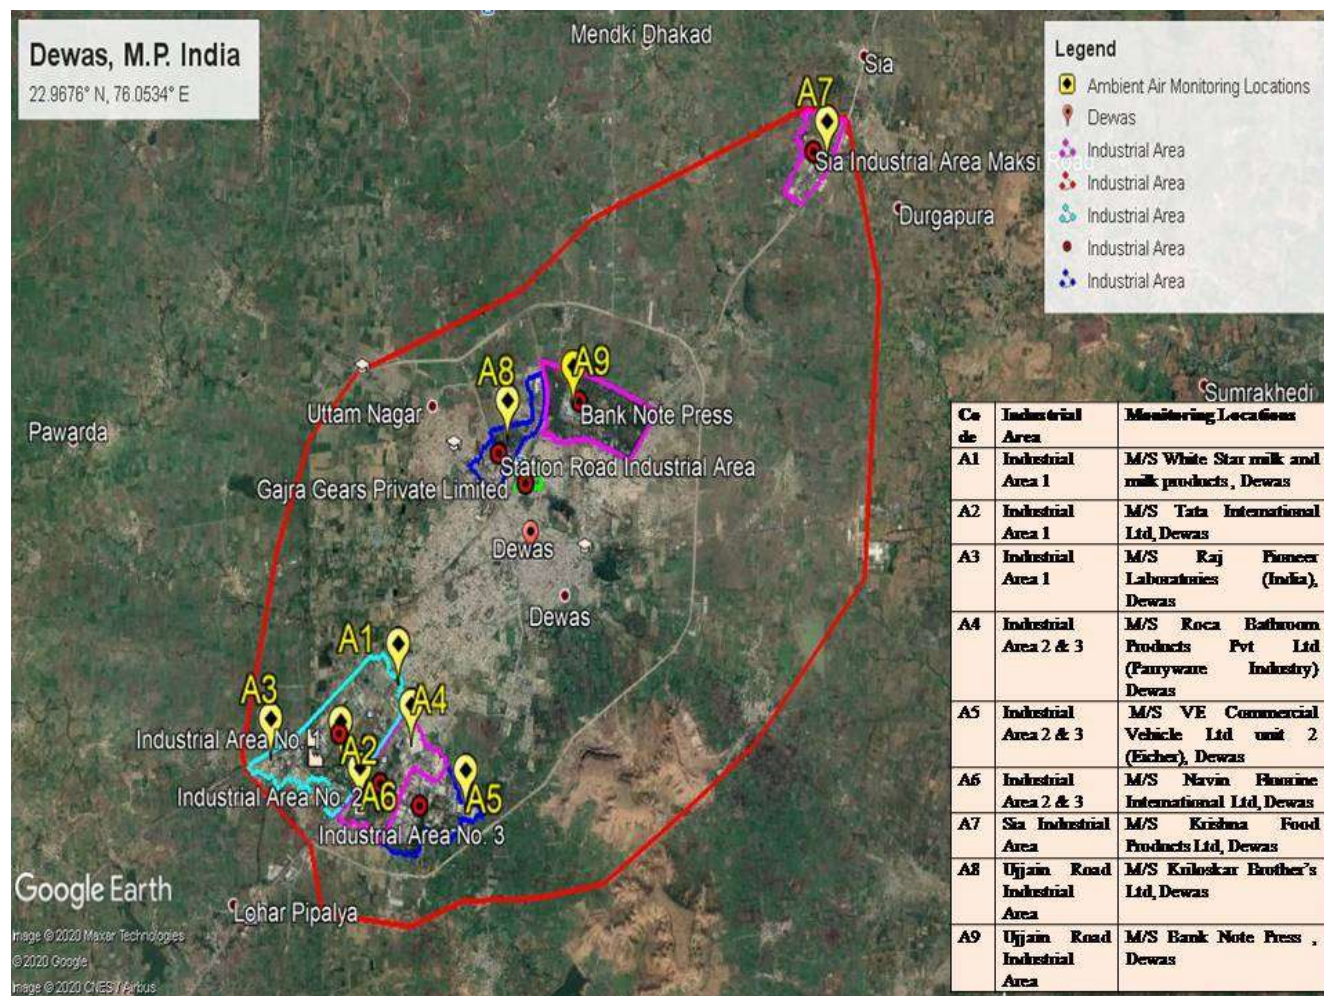 Dewas, M.P. India
22.9676° N, 76.0534° E
Mendki Dhakad
Sia
Legend
Ambient Air Monitoring Locations
Dewas
Industrial Area
Industrial Area
Industrial Area
Industrial Area
Industrial Area
A7
Sia Industrial Area Maksi Road
Durgapura
A9
A8
Sumrakhedi
Uttam Nagar
Bank Note Press
Pawarda
Station Road Industrial Area
Gajra Gears Private Limited
Dewas
Dewas
A1
A3
A4
Industrial Area No. 1
A2
Industrial Area No. 2
A6
A5
Industrial Area No. 3
Google Earth
Lohar Pipalya
Image © 2020 Maxar Technologies
© 2020 Google
Image © 2020 CNES / Airbus
Co Industrial Monitoring Locations
de Area
A1 Industrial M/S White Star milk and
Area 1 milk products , Dewas
A2 Industrial M/S Tata International
Area 1 Ltd, Dewas
A3 Industrial M/S Raj Pioneer
Area 1 Laboratories (India),
Dewas
A4 Industrial M/S Roca Bathroom
Area 2 & 3 Products Pvt Ltd
(Parryware Industry)
Dewas
A5 Industrial M/S VE Commercial
Area 2 & 3 Vehicle Ltd unit 2
(Eicher), Dewas
A6 Industrial M/S Navin Fluorine
Area 2 & 3 International Ltd, Dewas
A7 Sia Industrial M/S Krishna Food
Area Products Ltd, Dewas
A8 Ujjain Road M/S Kriloskar Brother's
Industrial Ltd, Dewas
Area
A9 Ujjain Road M/S Bank Note Press ,
Industrial Dewas
Area